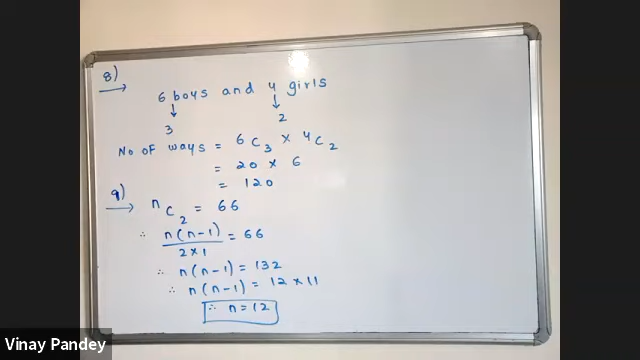 8)
6 boys and 4 girls
3 2
No of ways = 6C3 × 4C2
= 20 × 6
= 120
9)
nC2 = 66
∴ n(n-1)/2×1 = 66
∴ n(n-1) = 132
∴ n(n-1) = 12 × 11
∴ n = 12
Vinay Pandey